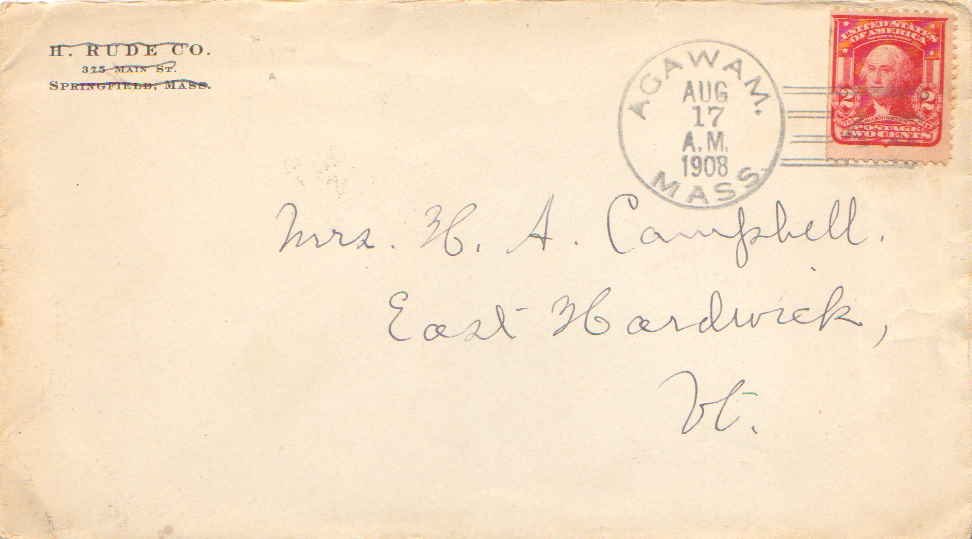 H. RUDE CO.
325 MAIN ST.
SPRINGFIELD, MASS.
AGAWAM.
AUG
17
A.M.
1908
MASS.
UNITED STATES
OF AMERICA
2 2
POSTAGE
TWO CENTS
Mrs. H. A. Campbell.
East Hardwick,
Vt.